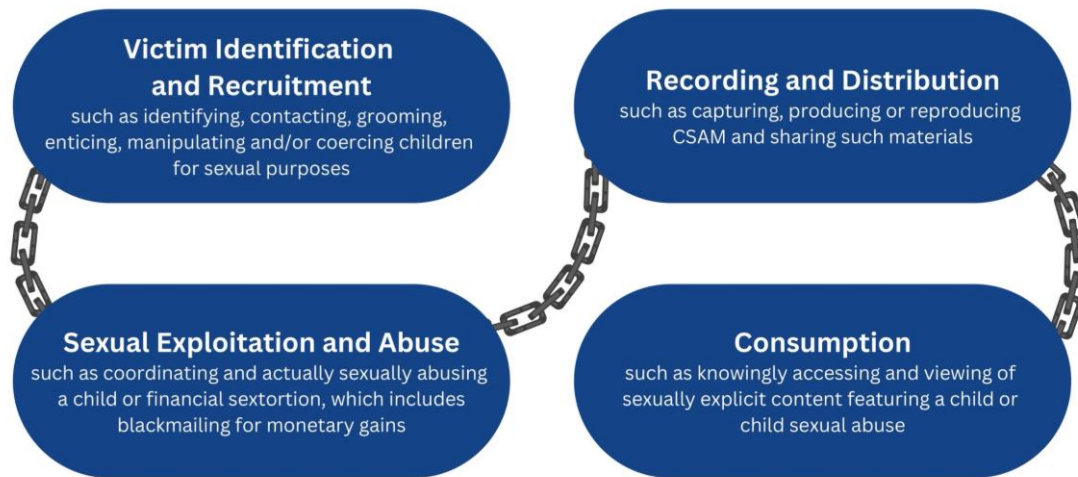 Victim Identification
and Recruitment
such as identifying, contacting, grooming,
enticing, manipulating and/or coercing children
for sexual purposes
Sexual Exploitation and Abuse
such as coordinating and actually sexually abusing
a child or financial sextortion, which includes
blackmailing for monetary gains
Recording and Distribution
such as capturing, producing or reproducing
CSAM and sharing such materials
Consumption
such as knowingly accessing and viewing of
sexually explicit content featuring a child or
child sexual abuse